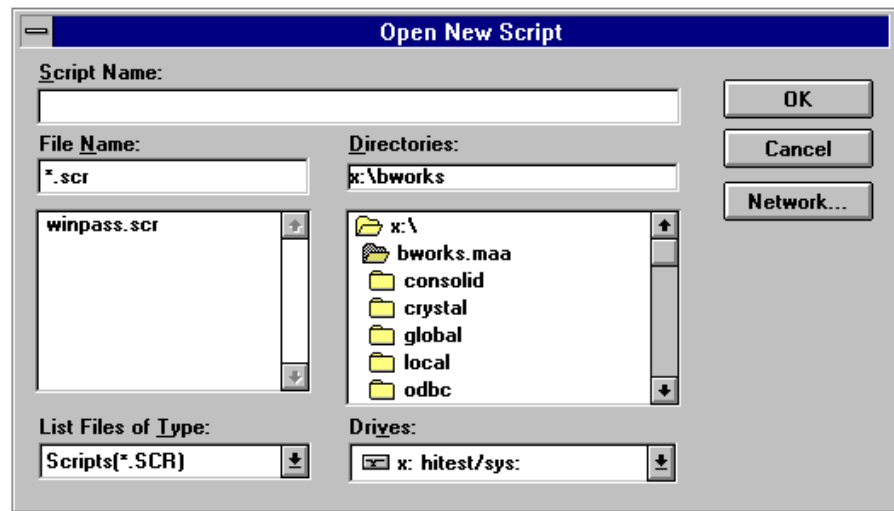 Open New Script
Script Name:
OK
File Name:
Directories:
Cancel
*.scr
x:\bworks
Network...
winpass.scr
x:\
bworks.maa
consolid
crystal
global
local
odbc
List Files of Type:
Drives:
Scripts(*.SCR)
x: hitest/sys: